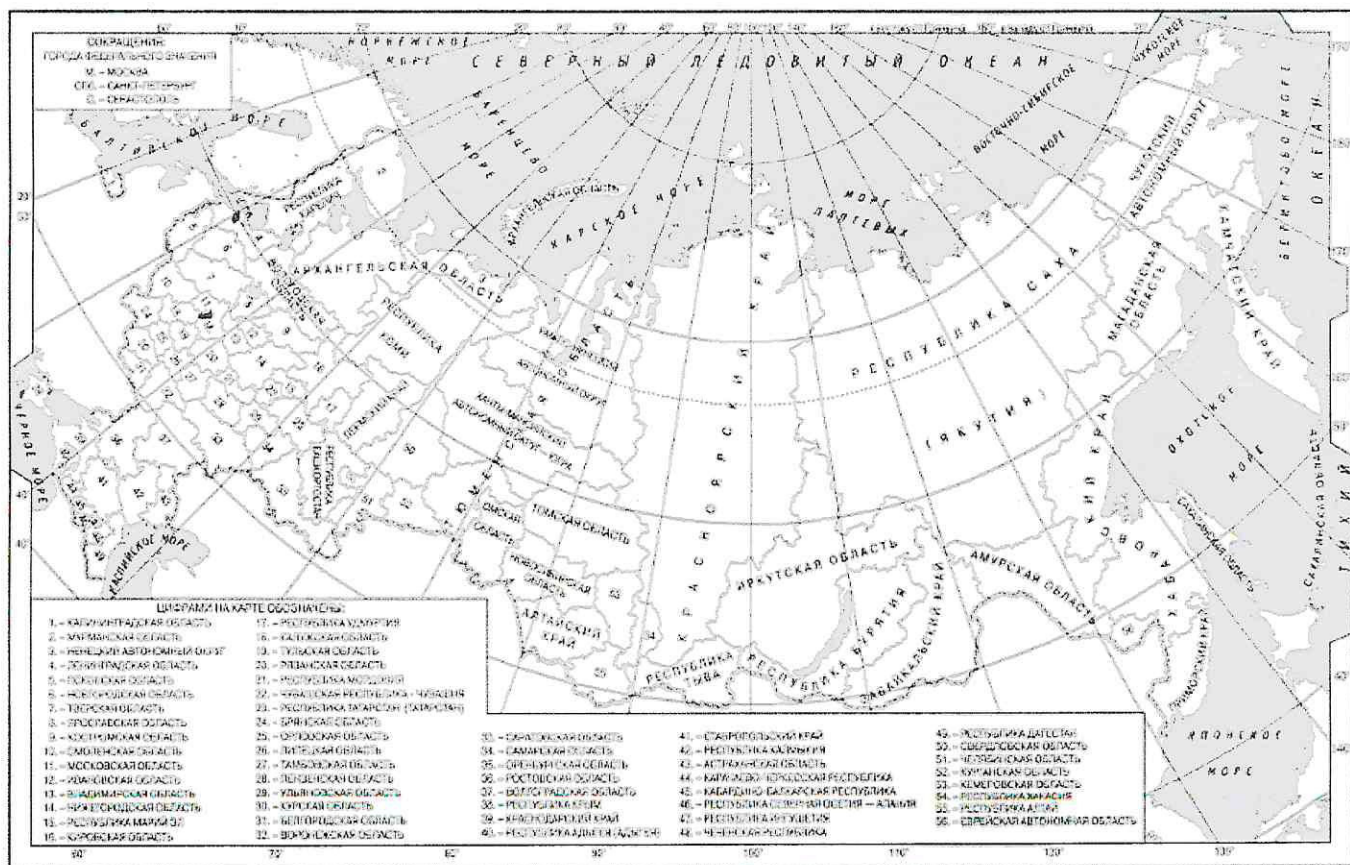 СОКРАЩЕНИЯ:
ГОРОДА ФЕДЕРАЛЬНОГО ЗНАЧЕНИЯ
М. – МОСКВА
СПб. – САНКТ-ПЕТЕРБУРГ
С. – СЕВАСТОПОЛЬ
НОРВЕЖСКОЕ МОРЕ
СЕВЕРНЫЙ ЛЕДОВИТЫЙ ОКЕАН
ЧУКОТСКОЕ МОРЕ
БАЛТИЙСКОЕ МОРЕ
БАРЕНЦЕВО МОРЕ
ВОСТОЧНО-СИБИРСКОЕ МОРЕ
БЕРИНГОВО МОРЕ
КАРСКОЕ МОРЕ
МОРЕ ЛАПТЕВЫХ
ЧУКОТСКИЙ АВТОНОМНЫЙ ОКРУГ
КАМЧАТСКИЙ КРАЙ
РЕСПУБЛИКА КАРЕЛИЯ
АРХАНГЕЛЬСКАЯ ОБЛАСТЬ
АРХАНГЕЛЬСКАЯ ОБЛАСТЬ
ВОЛОГОДСКАЯ ОБЛАСТЬ
РЕСПУБЛИКА КОМИ
ЯМАЛО-НЕНЕЦКИЙ
АВТОНОМНЫЙ ОКРУГ
ХАНТЫ-МАНСИЙСКИЙ
АВТОНОМНЫЙ ОКРУГ – ЮГРА
РЕСПУБЛИКА САХА
(ЯКУТИЯ)
МАГАДАНСКАЯ
ОБЛАСТЬ
ОХОТСКОЕ МОРЕ
ТИХИЙ ОКЕАН
САХАЛИНСКАЯ ОБЛАСТЬ
САХАЛИНСКАЯ ОБЛАСТЬ
ЧЕРНОЕ МОРЕ
КАСПИЙСКОЕ МОРЕ
ПЕРМСКИЙ КРАЙ
РЕСПУБЛИКА
БАШКОРТОСТАН
ОМСКАЯ
ОБЛАСТЬ
ТОМСКАЯ ОБЛАСТЬ
НОВОСИБИРСКАЯ
ОБЛАСТЬ
АЛТАЙСКИЙ
КРАЙ
КРАСНОЯРСКИЙ КРАЙ
ИРКУТСКАЯ ОБЛАСТЬ
РЕСПУБЛИКА
ТЫВА
РЕСПУБЛИКА БУРЯТИЯ
ЗАБАЙКАЛЬСКИЙ КРАЙ
АМУРСКАЯ ОБЛАСТЬ
ХАБАРОВСКИЙ КРАЙ
ПРИМОРСКИЙ КРАЙ
ЯПОНСКОЕ
МОРЕ
ЦИФРАМИ НА КАРТЕ ОБОЗНАЧЕНЫ:
1. – КАЛИНИНГРАДСКАЯ ОБЛАСТЬ
2. – МУРМАНСКАЯ ОБЛАСТЬ
3. – НЕНЕЦКИЙ АВТОНОМНЫЙ ОКРУГ
4. – ЛЕНИНГРАДСКАЯ ОБЛАСТЬ
5. – ПСКОВСКАЯ ОБЛАСТЬ
6. – НОВГОРОДСКАЯ ОБЛАСТЬ
7. – ТВЕРСКАЯ ОБЛАСТЬ
8. – ЯРОСЛАВСКАЯ ОБЛАСТЬ
9. – КОСТРОМСКАЯ ОБЛАСТЬ
10. – СМОЛЕНСКАЯ ОБЛАСТЬ
11. – МОСКОВСКАЯ ОБЛАСТЬ
12. – ИВАНОВСКАЯ ОБЛАСТЬ
13. – ВЛАДИМИРСКАЯ ОБЛАСТЬ
14. – НИЖЕГОРОДСКАЯ ОБЛАСТЬ
15. – РЕСПУБЛИКА МАРИЙ ЭЛ
16. – КИРОВСКАЯ ОБЛАСТЬ
17. – РЕСПУБЛИКА УДМУРТИЯ
18. – КАЛУЖСКАЯ ОБЛАСТЬ
19. – ТУЛЬСКАЯ ОБЛАСТЬ
20. – РЯЗАНСКАЯ ОБЛАСТЬ
21. – РЕСПУБЛИКА МОРДОВИЯ
22. – ЧУВАШСКАЯ РЕСПУБЛИКА - ЧУВАШИЯ
23. – РЕСПУБЛИКА ТАТАРСТАН (ТАТАРСТАН)
24. – БРЯНСКАЯ ОБЛАСТЬ
25. – ОРЛОВСКАЯ ОБЛАСТЬ
26. – ЛИПЕЦКАЯ ОБЛАСТЬ
27. – ТАМБОВСКАЯ ОБЛАСТЬ
28. – ПЕНЗЕНСКАЯ ОБЛАСТЬ
29. – УЛЬЯНОВСКАЯ ОБЛАСТЬ
30. – КУРСКАЯ ОБЛАСТЬ
31. – БЕЛГОРОДСКАЯ ОБЛАСТЬ
32. – ВОРОНЕЖСКАЯ ОБЛАСТЬ
33. – САРАТОВСКАЯ ОБЛАСТЬ
34. – САМАРСКАЯ ОБЛАСТЬ
35. – ОРЕНБУРГСКАЯ ОБЛАСТЬ
36. – РОСТОВСКАЯ ОБЛАСТЬ
37. – ВОЛГОГРАДСКАЯ ОБЛАСТЬ
38. – РЕСПУБЛИКА КРЫМ
39. – КРАСНОДАРСКИЙ КРАЙ
40. – РЕСПУБЛИКА АДЫГЕЯ (АДЫГЕЯ)
41. – СТАВРОПОЛЬСКИЙ КРАЙ
42. – РЕСПУБЛИКА КАЛМЫКИЯ
43. – АСТРАХАНСКАЯ ОБЛАСТЬ
44. – КАРАЧАЕВО-ЧЕРКЕССКАЯ РЕСПУБЛИКА
45. – КАБАРДИНО-БАЛКАРСКАЯ РЕСПУБЛИКА
46. – РЕСПУБЛИКА СЕВЕРНАЯ ОСЕТИЯ – АЛАНИЯ
47. – РЕСПУБЛИКА ИНГУШЕТИЯ
48. – ЧЕЧЕНСКАЯ РЕСПУБЛИКА
49. – РЕСПУБЛИКА ДАГЕСТАН
50. – СВЕРДЛОВСКАЯ ОБЛАСТЬ
51. – ЧЕЛЯБИНСКАЯ ОБЛАСТЬ
52. – КУРГАНСКАЯ ОБЛАСТЬ
53. – КЕМЕРОВСКАЯ ОБЛАСТЬ
54. – РЕСПУБЛИКА ХАКАСИЯ
55. – РЕСПУБЛИКА АЛТАЙ
56. – ЕВРЕЙСКАЯ АВТОНОМНАЯ ОБЛАСТЬ
60° 70° 80° 90° 100° 110° 120° 130°